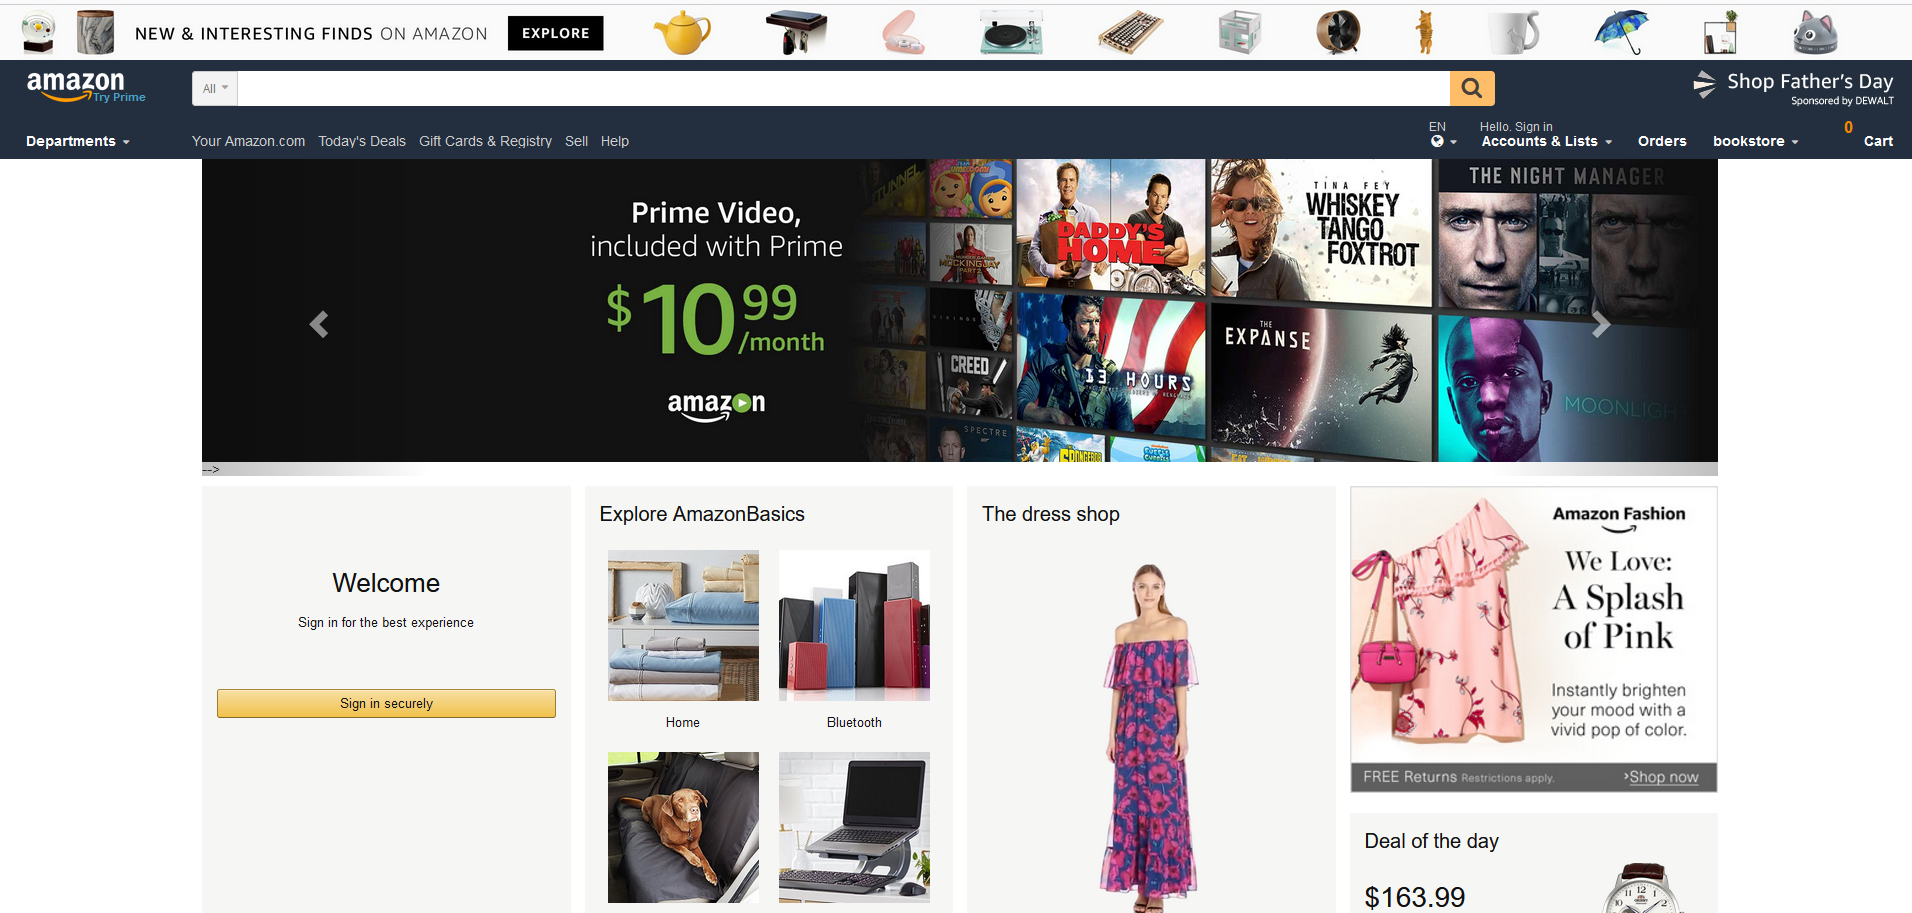 NEW & INTERESTING FINDS ON AMAZON
EXPLORE
amazon
Try Prime
All
Shop Father's Day
Sponsored by DEWALT
Departments
Your Amazon.com
Today's Deals
Gift Cards & Registry
Sell
Help
EN
Hello. Sign in
Accounts & Lists
Orders
bookstore
0
Cart
Prime Video,
included with Prime
$10 99
/month
amazon
MOCKINGJAY
PART 2
VIKINGS
CREED
SPECTRE
DADDY'S
HOME
13 HOURS
TINA FEY
WHISKEY
TANGO
FOXTROT
THE
EXPANSE
THE NIGHT MANAGER
MOONLIGH
-->
Welcome
Sign in for the best experience
Sign in securely
Explore AmazonBasics
Home
Bluetooth
The dress shop
Amazon Fashion
We Love:
A Splash
of Pink
Instantly brighten
your mood with a
vivid pop of color.
FREE Returns Restrictions apply.
›Shop now
Deal of the day
$163.99